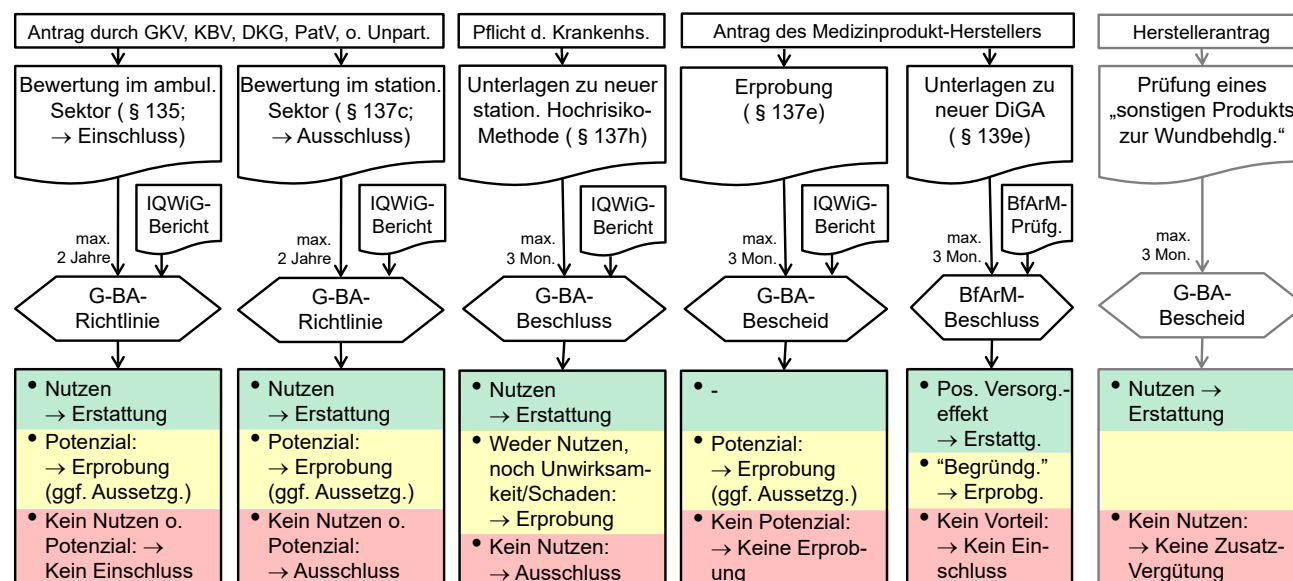 Antrag durch GKV, KBV, DKG, PatV, o. Unpart.
Pflicht d. Krankenhs.
Antrag des Medizinprodukt-Herstellers
Herstellerantrag
Bewertung im ambul.
Sektor ( § 135;
→ Einschluss)
Bewertung im station.
Sektor ( § 137c;
→ Ausschluss)
Unterlagen zu neuer
station. Hochrisiko-
Methode ( § 137h)
Erprobung
( § 137e)
Unterlagen zu
neuer DiGA
( § 139e)
Prüfung eines
„sonstigen Produkts
zur Wundbehdlg.“
max.
2 Jahre
IQWiG-
Bericht
max.
2 Jahre
IQWiG-
Bericht
max.
3 Mon.
IQWiG-
Bericht
max.
3 Mon.
IQWiG-
Bericht
max.
3 Mon.
BfArM-
Prüfg.
max.
3 Mon.
G-BA-
Richtlinie
G-BA-
Richtlinie
G-BA-
Beschluss
G-BA-
Bescheid
BfArM-
Beschluss
G-BA-
Bescheid
• Nutzen
→ Erstattung
• Potenzial:
→ Erprobung
(ggf. Aussetzg.)
• Kein Nutzen o.
Potenzial: →
Kein Einschluss
• Nutzen
→ Erstattung
• Potenzial:
→ Erprobung
(ggf. Aussetzg.)
• Kein Nutzen o.
Potenzial:
→ Ausschluss
• Nutzen
→ Erstattung
• Weder Nutzen,
noch Unwirksam-
keit/Schaden:
→ Erprobung
• Kein Nutzen:
→ Ausschluss
• -
• Potenzial:
→ Erprobung
(ggf. Aussetzg.)
• Kein Potenzial:
→ Keine Erprob-
ung
• Pos. Versorg.-
effekt
→ Erstattg.
• “Begründg.”
→ Erprobg.
• Kein Vorteil:
→ Kein Ein-
schluss
• Nutzen →
Erstattung
• Kein Nutzen:
→ Keine Zusatz-
Vergütung